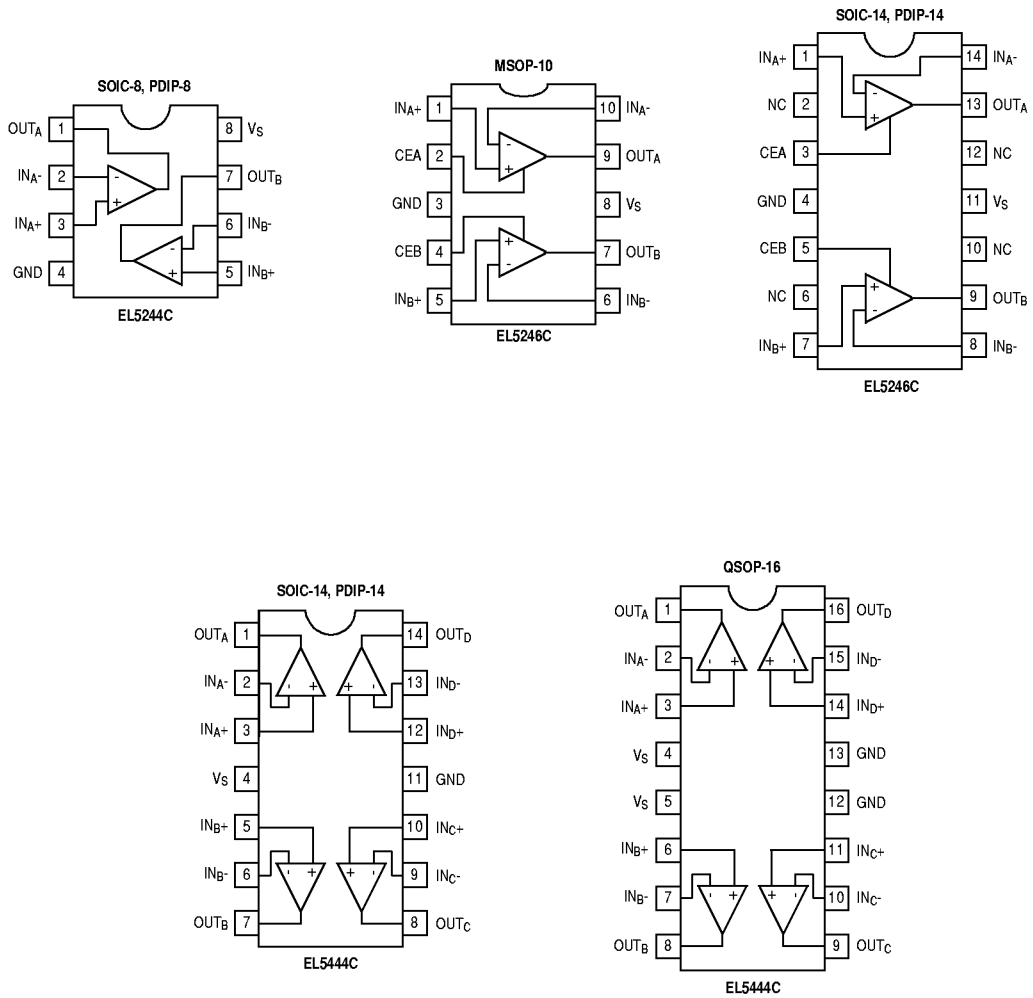 SOIC-8, PDIP-8
OUTA 1 8 VS
INA- 2 7 OUTB
- +
INA+ 3 6 INB-
- +
GND 4 5 INB+
EL5244C
MSOP-10
INA+ 1 10 INA-
- +
CEA 2 9 OUTA
GND 3 8 VS
+ -
CEB 4 7 OUTB
INB+ 5 6 INB-
EL5246C
SOIC-14, PDIP-14
INA+ 1 14 INA-
- +
NC 2 13 OUTA
CEA 3 12 NC
GND 4 11 VS
CEB 5 10 NC
+ -
NC 6 9 OUTB
INB+ 7 8 INB-
EL5246C
SOIC-14, PDIP-14
OUTA 1 14 OUTD
INA- 2 - + + - 13 IND-
INA+ 3 12 IND+
VS 4 11 GND
INB+ 5 10 INC+
INB- 6 - + + - 9 INC-
OUTB 7 8 OUTC
EL5444C
QSOP-16
OUTA 1 16 OUTD
INA- 2 - + + - 15 IND-
INA+ 3 14 IND+
VS 4 13 GND
VS 5 12 GND
INB+ 6 11 INC+
INB- 7 - + + - 10 INC-
OUTB 8 9 OUTC
EL5444C